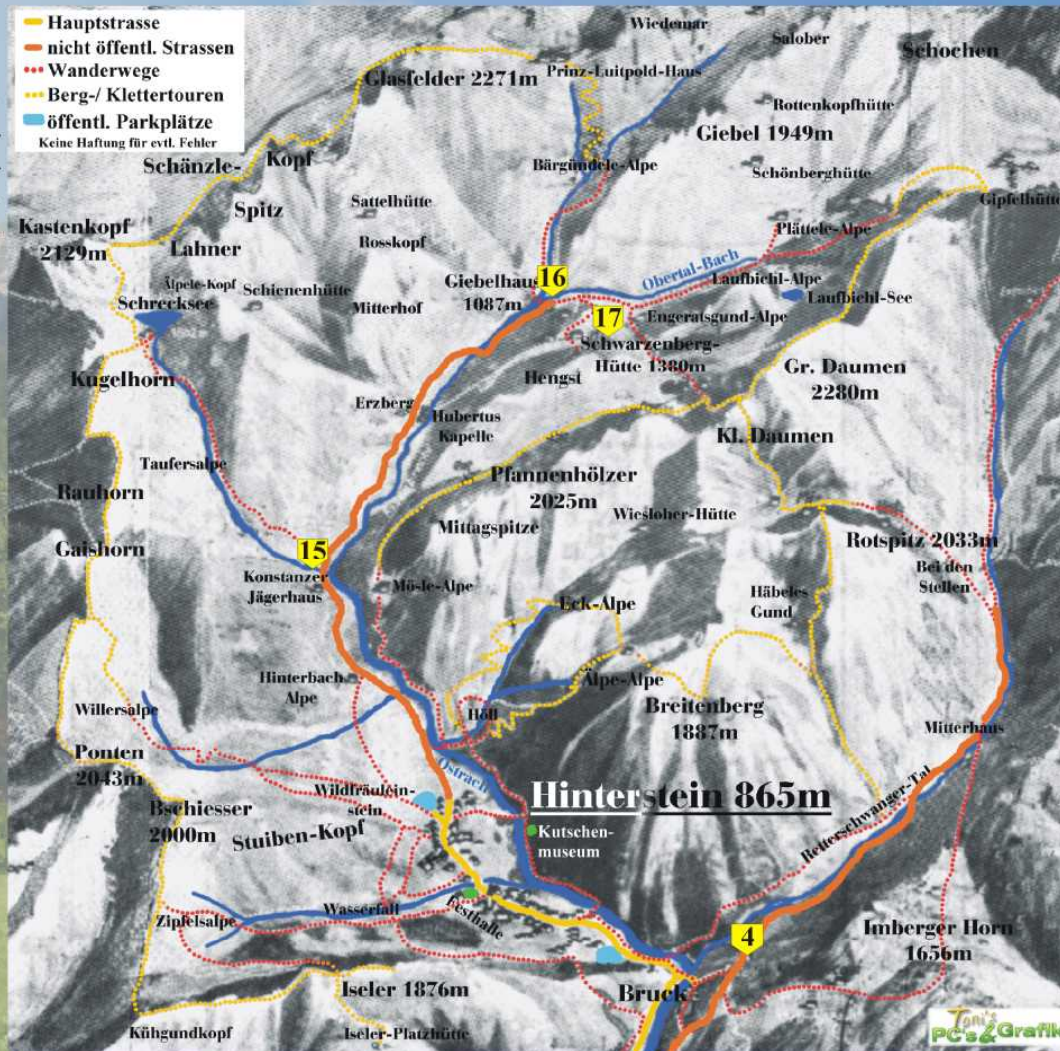 Hauptstrasse
nicht öffentl. Strassen
Wanderwege
Berg-/ Klettertouren
öffentl. Parkplätze
Keine Haftung für evtl. Fehler
Wiedemar
Salober
Schochen
Glasfelder 2271m
Prinz-Luitpold-Haus
Rottenkopfhütte
Giebel 1949m
Schänzle-
Kopf
Bärgündele-Alpe
Schönberghütte
Gipfelhütte
Kastenkopf
2129m
Spitz
Lahner
Sattelhütte
Rosskopf
Plättele-Alpe
Älpele-Kopf
Schrecksee
Schienenhütte
Mitterhof
Giebelhaus
1087m
16
Obertal-Bach
Laufbichl-Alpe
Laufbichl-See
17
Engeratsgund-Alpe
Schwarzenberg-
Hütte 1380m
Kugelhorn
Hengst
Gr. Daumen
2280m
Erzberg
Hubertus
Kapelle
Kl. Daumen
Taufersalpe
Pfannenhölzer
2025m
Rauhorn
Mittagspitze
Wiesloher-Hütte
Gaishorn
15
Rotspitz 2033m
Konstanzer
Jägerhaus
Mösle-Alpe
Bei den
Stellen
Eck-Alpe
Häbeles
Gund
Hinterbach
Alpe
Älpe-Alpe
Willersalpe
Höll
Breitenberg
1887m
Mitterhaus
Ponten
2043m
Ostrach
Bschiesser
2000m
Wildfräulein-
stein
Hinterstein 865m
Stuiben-Kopf
Kutschen-
museum
Retterschwanger-Tal
Zipfelsalpe
Wasserfall
Festhalle
4
Imberger Horn
1656m
Iseler 1876m
Bruck
Kühgundkopf
Iseler-Platzhütte
Toni's
PC's & Grafik